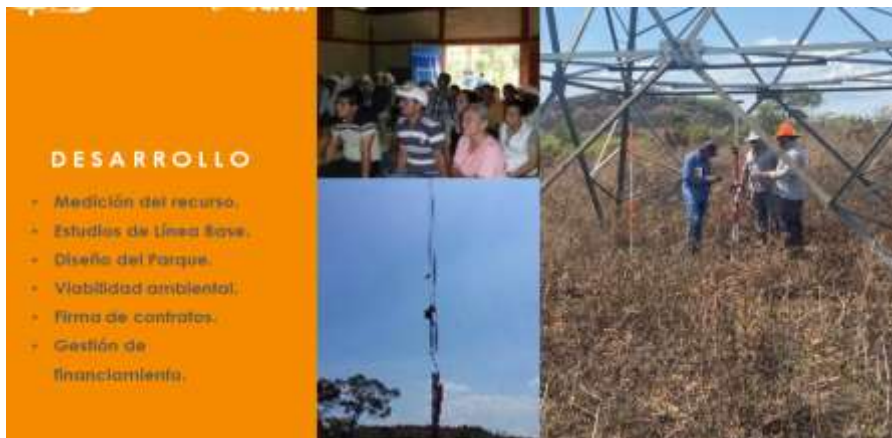 DESARROLLO
• Medición del recurso.
• Estudios de Línea Base.
• Diseño del Parque.
• Viabilidad ambiental.
• Firma de contratos.
• Gestión de
financiamiento.